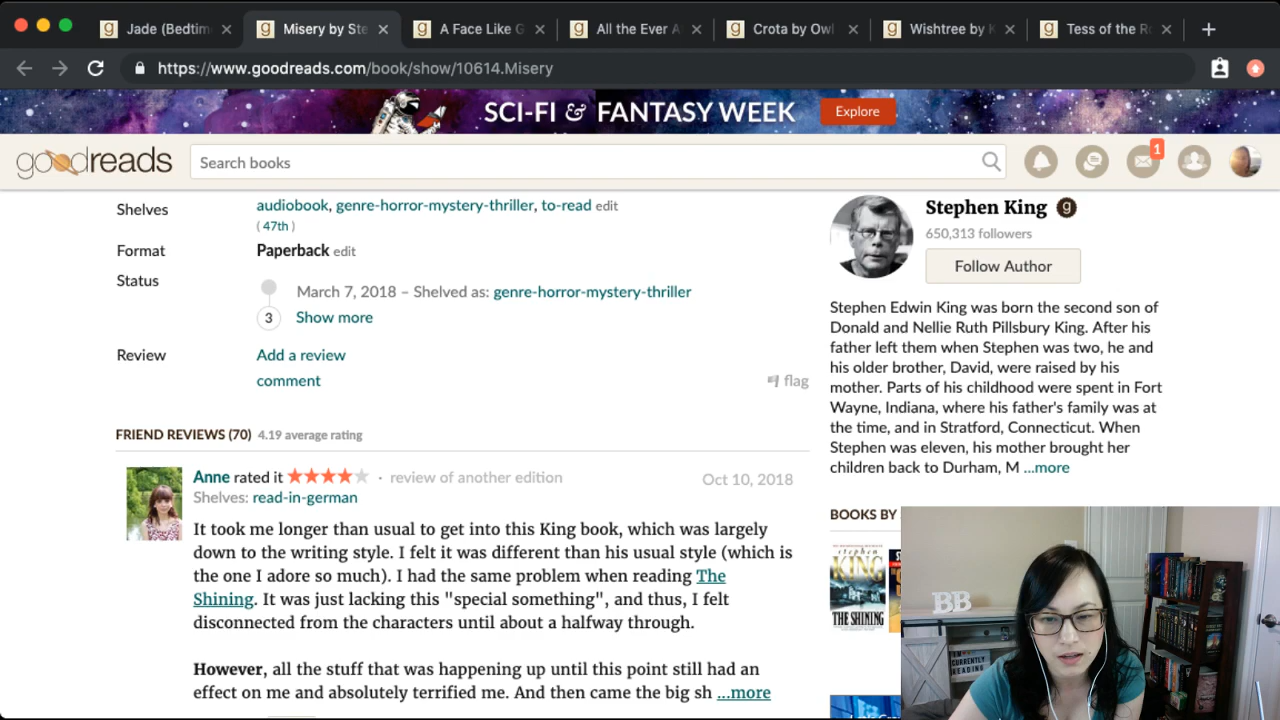 Jade (Bedtim
Misery by Ste
A Face Like G
All the Ever A
Crota by Owl
Wishtree by K
Tess of the Ro
https://www.goodreads.com/book/show/10614.Misery
SCI-FI & FANTASY WEEK
Explore
goodreads
Search books
1
Shelves
audiobook, genre-horror-mystery-thriller, to-read edit
( 47th )
Format
Paperback edit
Status
March 7, 2018 – Shelved as: genre-horror-mystery-thriller
3
Show more
Review
Add a review
comment
flag
FRIEND REVIEWS (70) 4.19 average rating
Anne rated it · review of another edition
Oct 10, 2018
Shelves: read-in-german
It took me longer than usual to get into this King book, which was largely
down to the writing style. I felt it was different than his usual style (which is
the one I adore so much). I had the same problem when reading The
Shining. It was just lacking this "special something", and thus, I felt
disconnected from the characters until about a halfway through.
However, all the stuff that was happening up until this point still had an
effect on me and absolutely terrified me. And then came the big sh ...more
Stephen King g
650,313 followers
Follow Author
Stephen Edwin King was born the second son of
Donald and Nellie Ruth Pillsbury King. After his
father left them when Stephen was two, he and
his older brother, David, were raised by his
mother. Parts of his childhood were spent in Fort
Wayne, Indiana, where his father's family was at
the time, and in Stratford, Connecticut. When
Stephen was eleven, his mother brought her
children back to Durham, M ...more
BOOKS BY
stephen
KING
THE SHINING
BB
CURRENTLY
READING